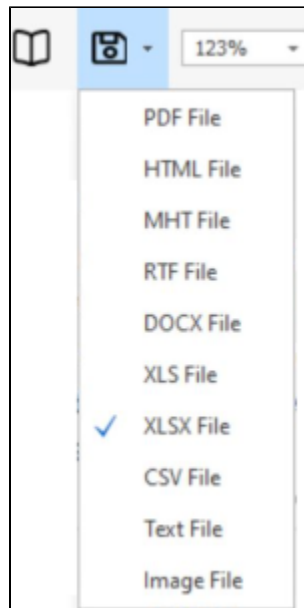 123%
PDF File
HTML File
MHT File
RTF File
DOCX File
XLS File
XLSX File
CSV File
Text File
Image File